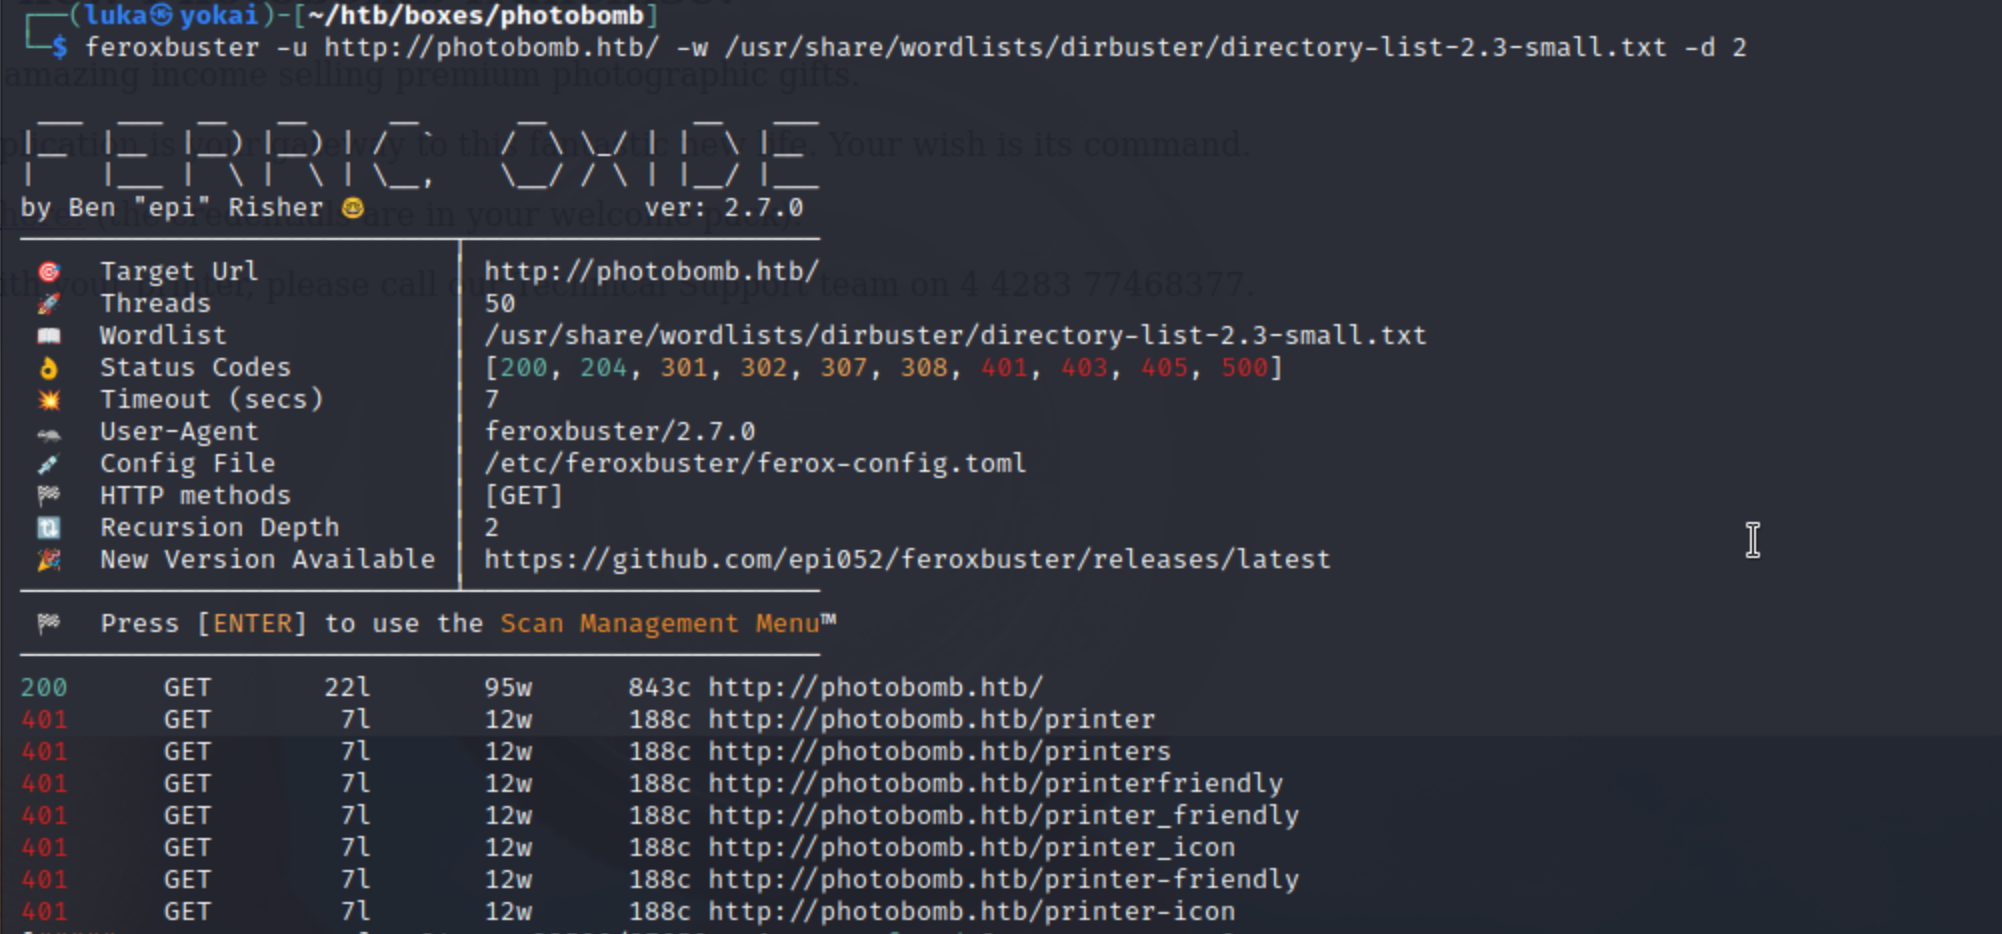 (luka㉿yokai)-[~/htb/boxes/photobomb]
$ feroxbuster -u http://photobomb.htb/ -w /usr/share/wordlists/dirbuster/directory-list-2.3-small.txt -d 2
amazing income selling premium photographic gifts.
FERRIC OXIDE
plication is your gateway to this fantastic new life. Your wish is its command.
by Ben "epi" Risher 🤓 ver: 2.7.0
(the credentials are in your welcome pack).
🎯 Target Url │ http://photobomb.htb/
ith your printer, please call our Technical Support team on 4 4283 77468377.
🚀 Threads │ 50
📖 Wordlist │ /usr/share/wordlists/dirbuster/directory-list-2.3-small.txt
👌 Status Codes │ [200, 204, 301, 302, 307, 308, 401, 403, 405, 500]
💥 Timeout (secs) │ 7
🦡 User-Agent │ feroxbuster/2.7.0
💉 Config File │ /etc/feroxbuster/ferox-config.toml
🏁 HTTP methods │ [GET]
🔃 Recursion Depth │ 2
🎉 New Version Available │ https://github.com/epi052/feroxbuster/releases/latest
🏁 Press [ENTER] to use the Scan Management Menu™
200 GET 22l 95w 843c http://photobomb.htb/
401 GET 7l 12w 188c http://photobomb.htb/printer
401 GET 7l 12w 188c http://photobomb.htb/printers
401 GET 7l 12w 188c http://photobomb.htb/printerfriendly
401 GET 7l 12w 188c http://photobomb.htb/printer_friendly
401 GET 7l 12w 188c http://photobomb.htb/printer_icon
401 GET 7l 12w 188c http://photobomb.htb/printer-friendly
401 GET 7l 12w 188c http://photobomb.htb/printer-icon